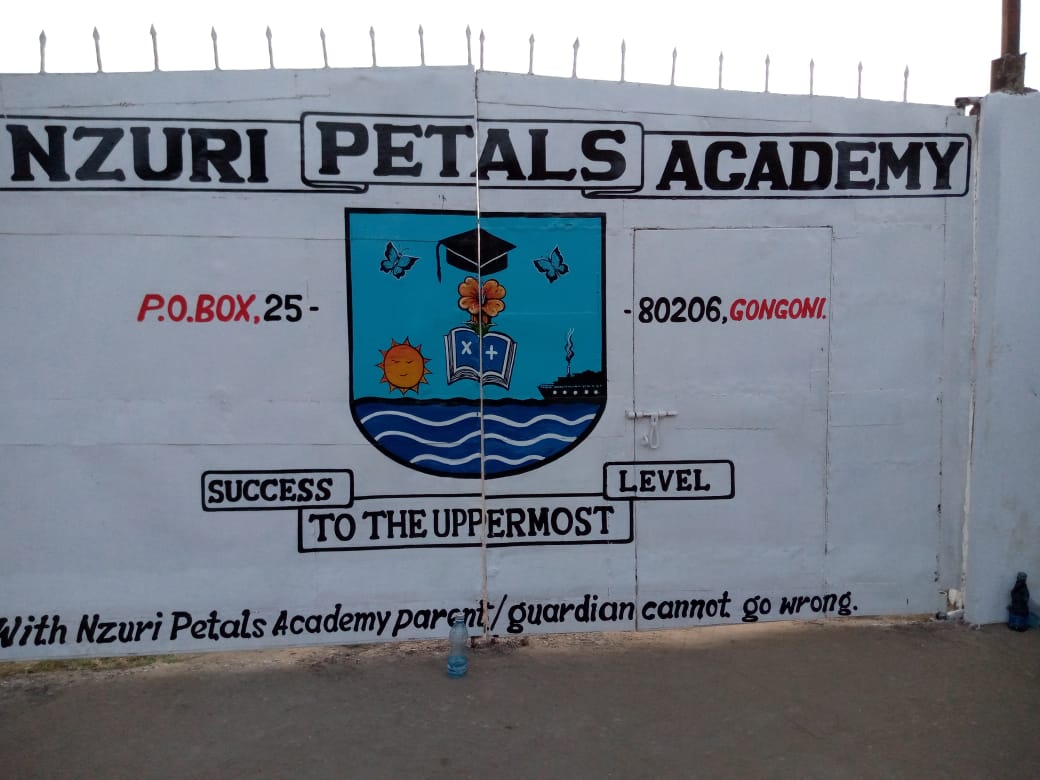 NZURI PETALS ACADEMY
P.O.BOX, 25 - - 80206, GONGONI.
X +
SUCCESS LEVEL
TO THE UPPERMOST
With Nzuri Petals Academy parent/guardian cannot go wrong.